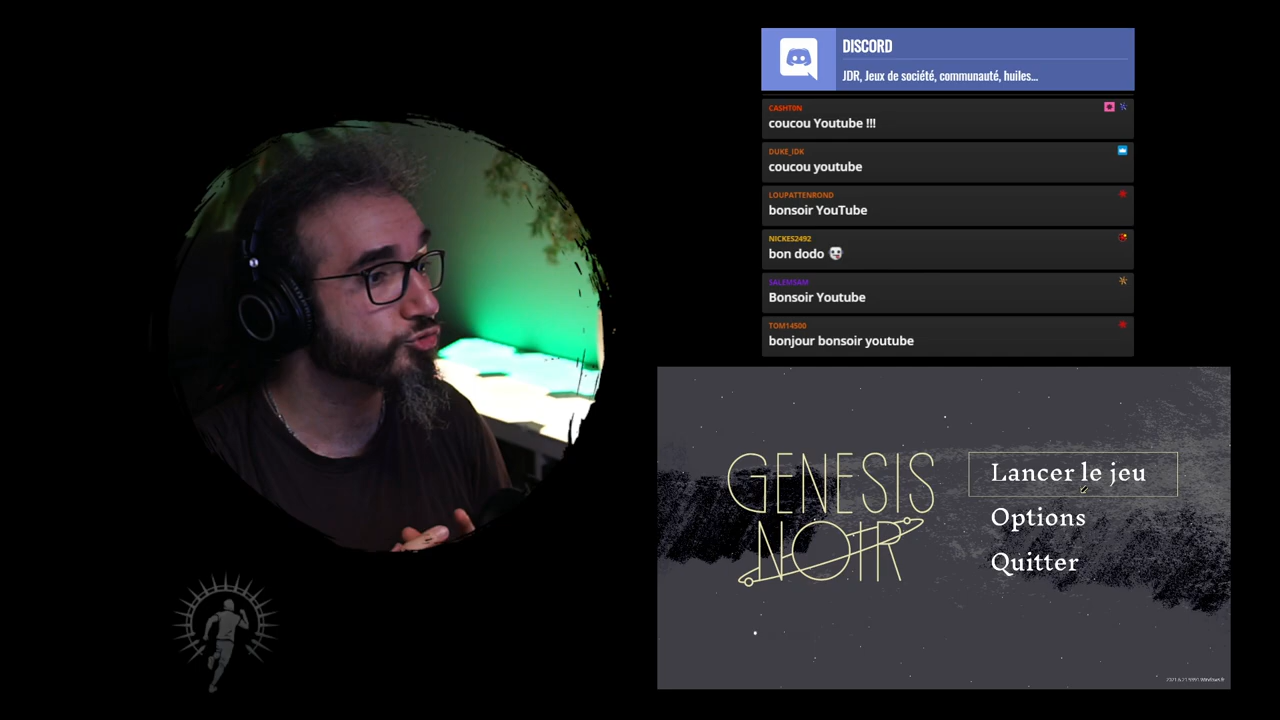 DISCORD
JDR, Jeux de société, communauté, huiles...
CASHT0N
coucou Youtube !!!
DUKE_IDK
coucou youtube
LOUPATTENROND
bonsoir YouTube
NICKES2492
bon dodo
SALEMSAM
Bonsoir Youtube
TOM14500
bonjour bonsoir youtube
GENESIS
NOIR
Lancer le jeu
Options
Quitter